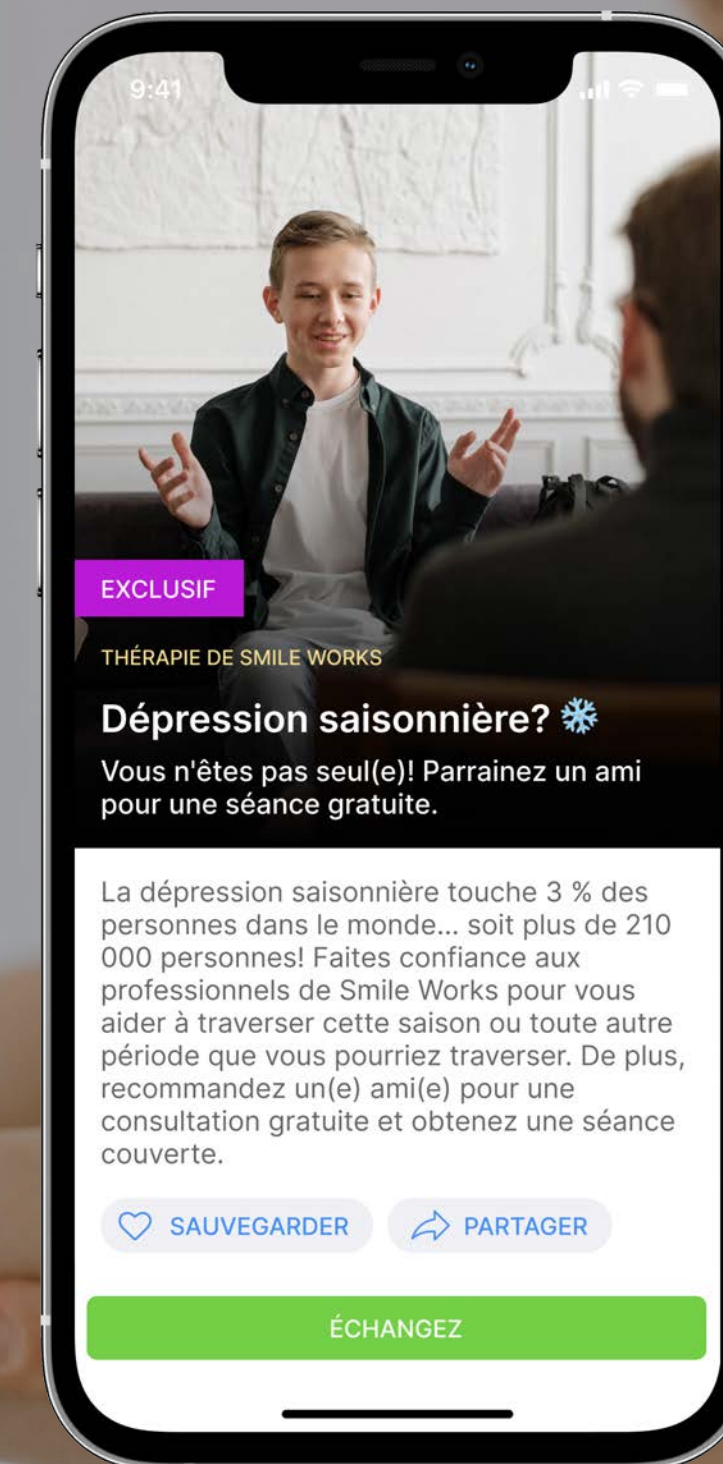 9:41
EXCLUSIF
THÉRAPIE DE SMILE WORKS
Dépression saisonnière? ❄️
Vous n'êtes pas seul(e)! Parrainez un ami
pour une séance gratuite.
La dépression saisonnière touche 3 % des
personnes dans le monde... soit plus de 210
000 personnes! Faites confiance aux
professionnels de Smile Works pour vous
aider à traverser cette saison ou toute autre
période que vous pourriez traverser. De plus,
recommandez un(e) ami(e) pour une
consultation gratuite et obtenez une séance
couverte.
SAUVEGARDER
PARTAGER
ÉCHANGEZ